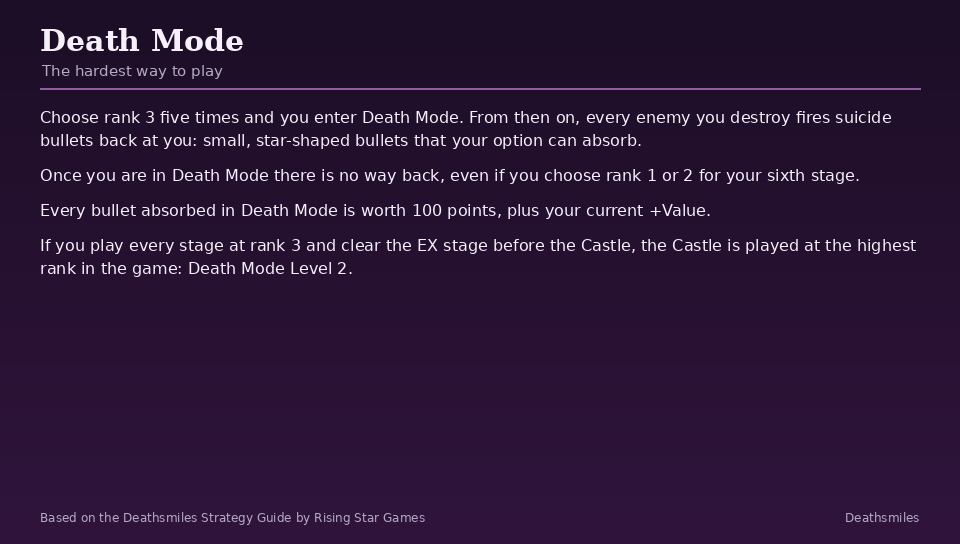 Death Mode
The hardest way to play
Choose rank 3 five times and you enter Death Mode. From then on, every enemy you destroy fires suicide
bullets back at you: small, star-shaped bullets that your option can absorb.
Once you are in Death Mode there is no way back, even if you choose rank 1 or 2 for your sixth stage.
Every bullet absorbed in Death Mode is worth 100 points, plus your current +Value.
If you play every stage at rank 3 and clear the EX stage before the Castle, the Castle is played at the highest
rank in the game: Death Mode Level 2.
Based on the Deathsmiles Strategy Guide by Rising Star Games
Deathsmiles